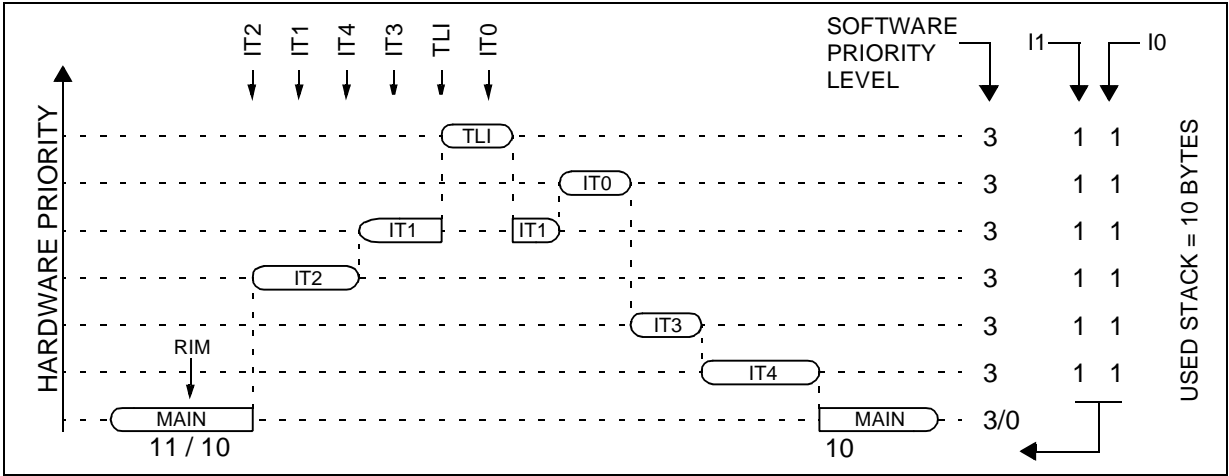 IT2
IT1
IT4
IT3
TLI
IT0
SOFTWARE
PRIORITY
LEVEL
I1
I0
HARDWARE PRIORITY
TLI
3
1 1
IT0
3
1 1
IT1
IT1
3
1 1
IT2
3
1 1
IT3
3
1 1
RIM
IT4
3
1 1
MAIN
MAIN
3/0
11 / 10
10
USED STACK = 10 BYTES